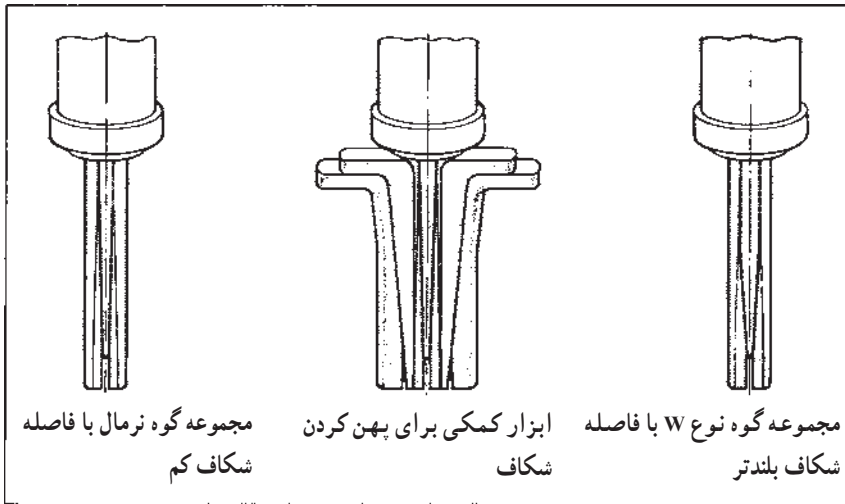 مجموعه گوه نوع W با فاصله
شکاف بلندتر
ابزار کمکی برای پهن کردن
شکاف
مجموعه گوه نرمال با فاصله
شکاف کم